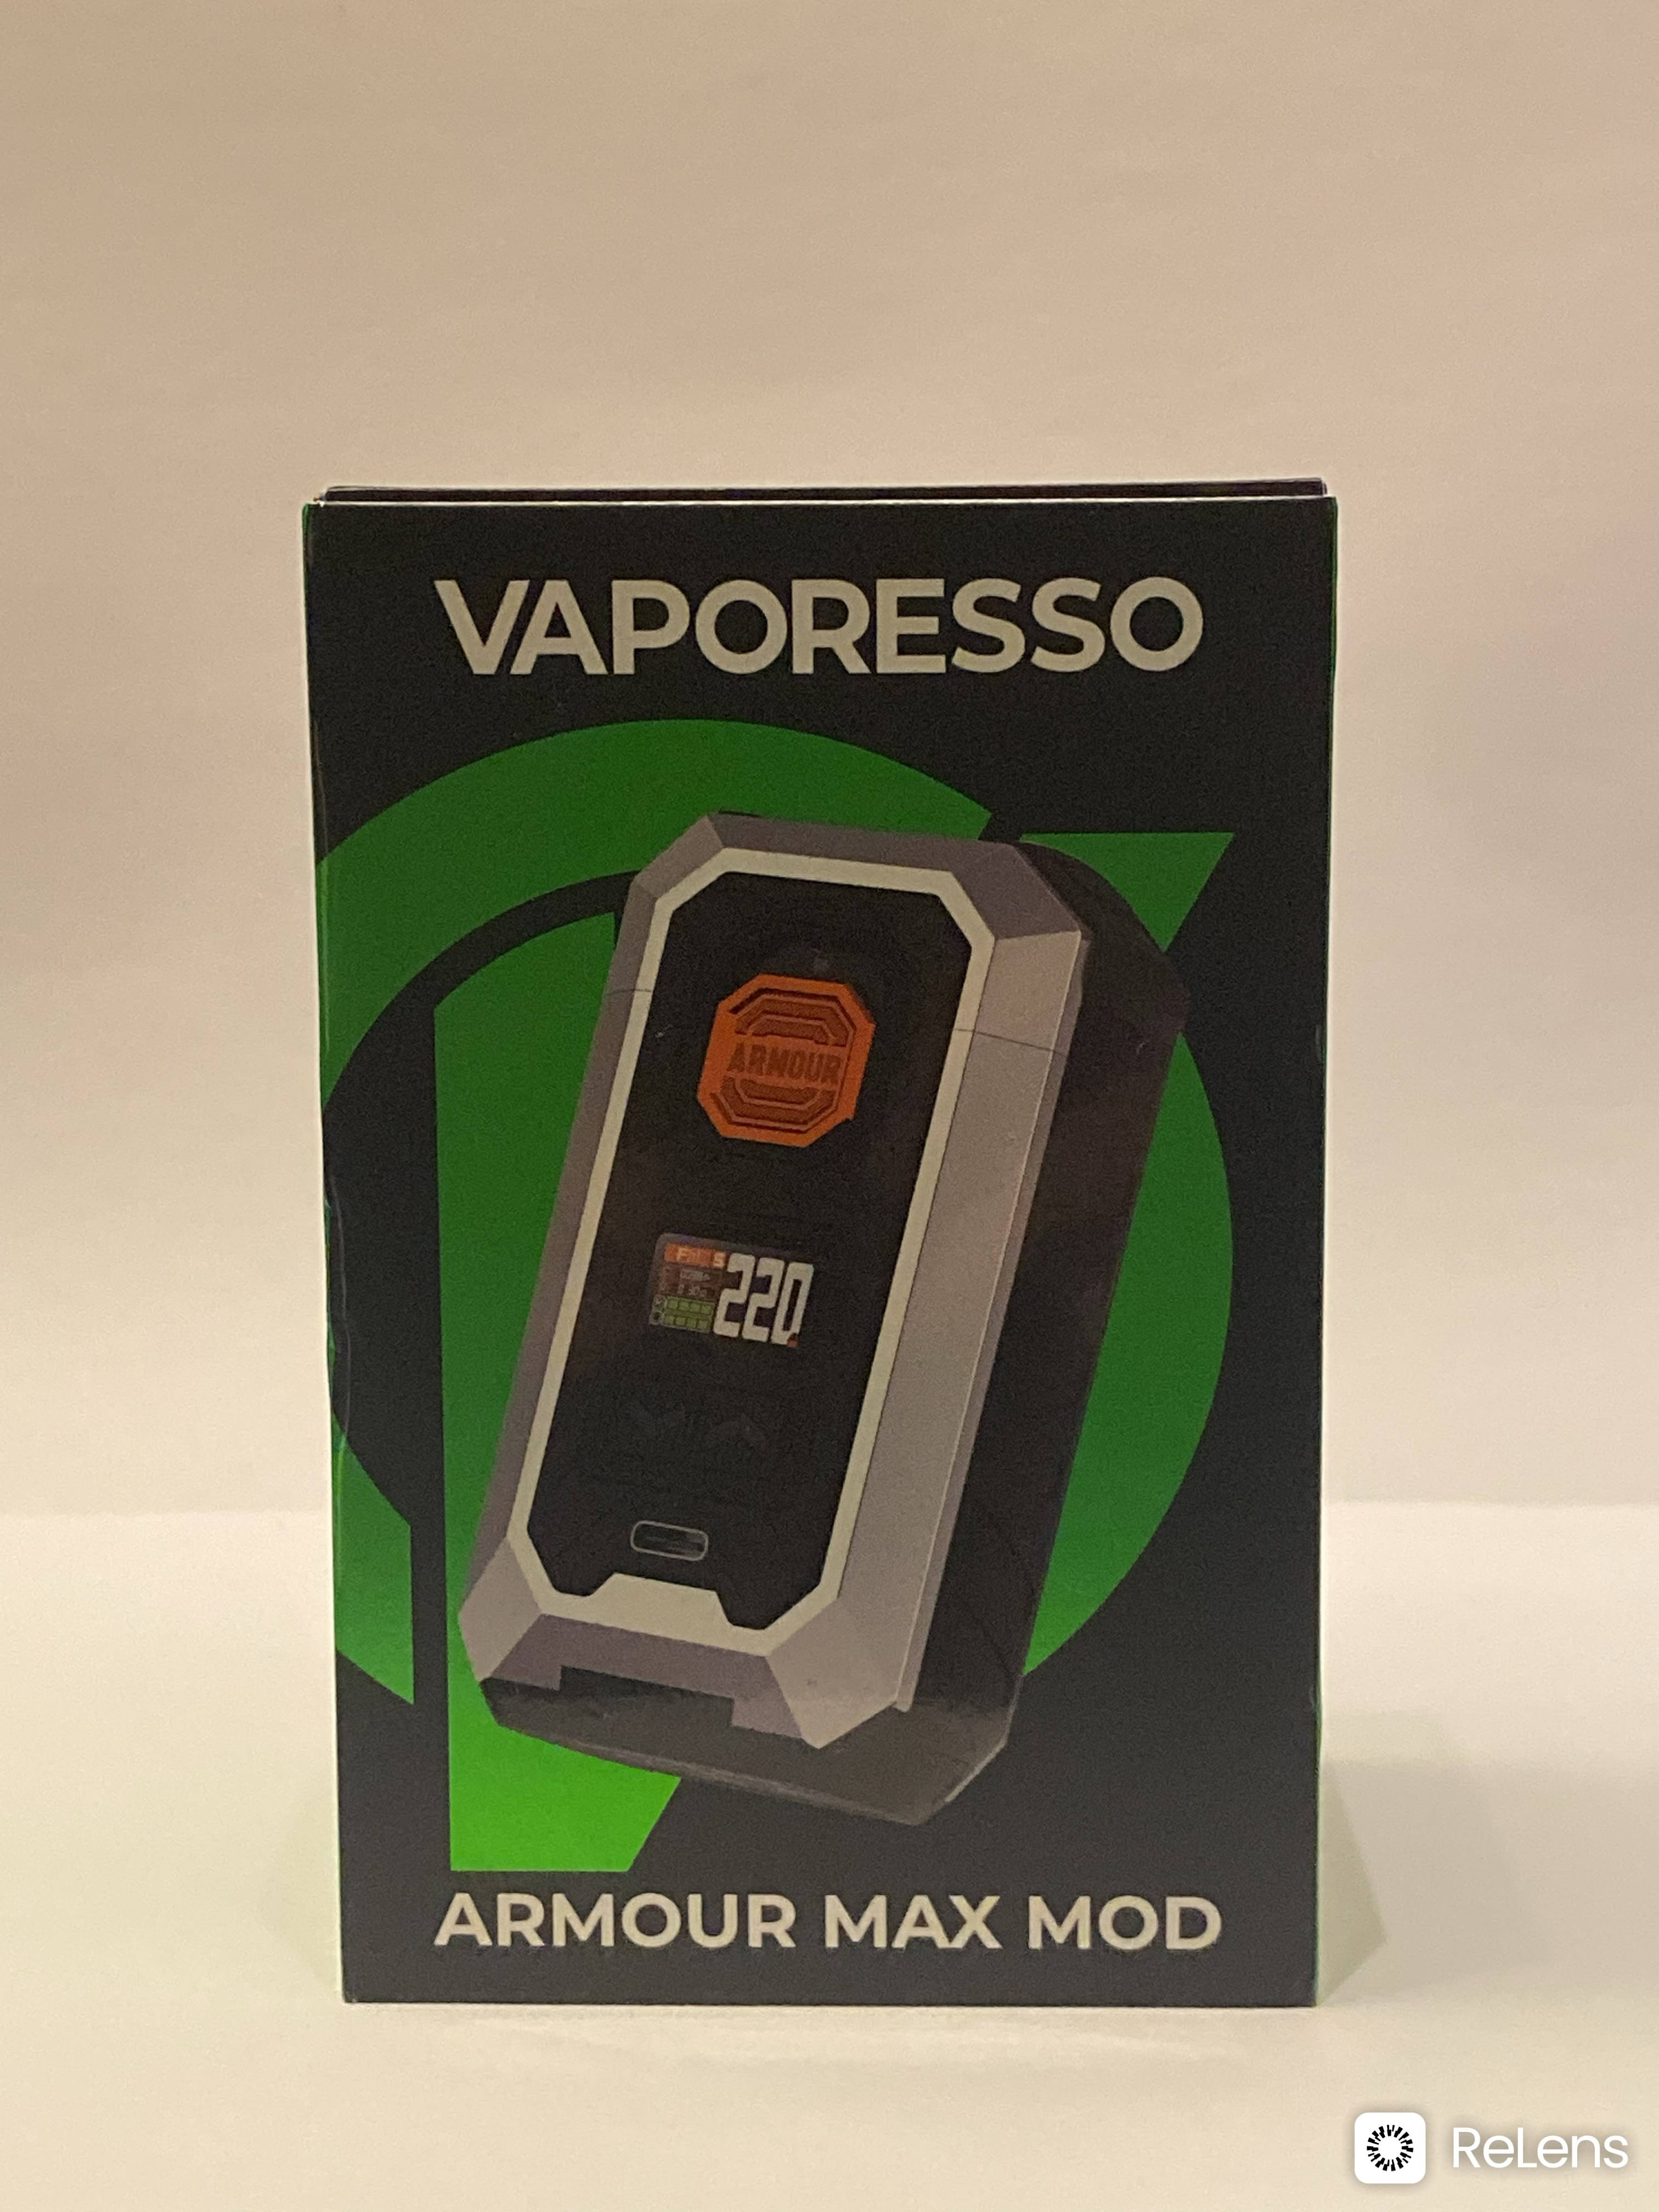 VAPORESSO
ARMOUR
220
ARMOUR MAX MOD
ReLens